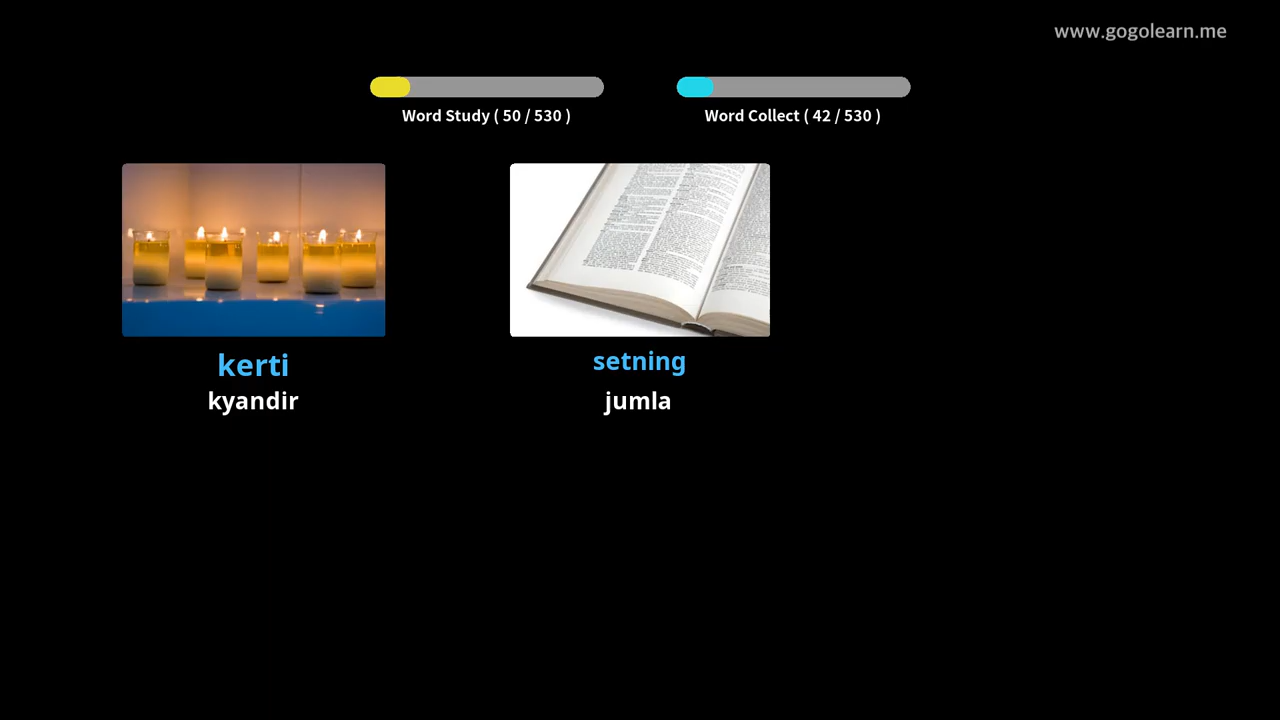 www.gogolearn.me
Word Study ( 50 / 530 )
Word Collect ( 42 / 530 )
kerti
kyandir
setning
jumla